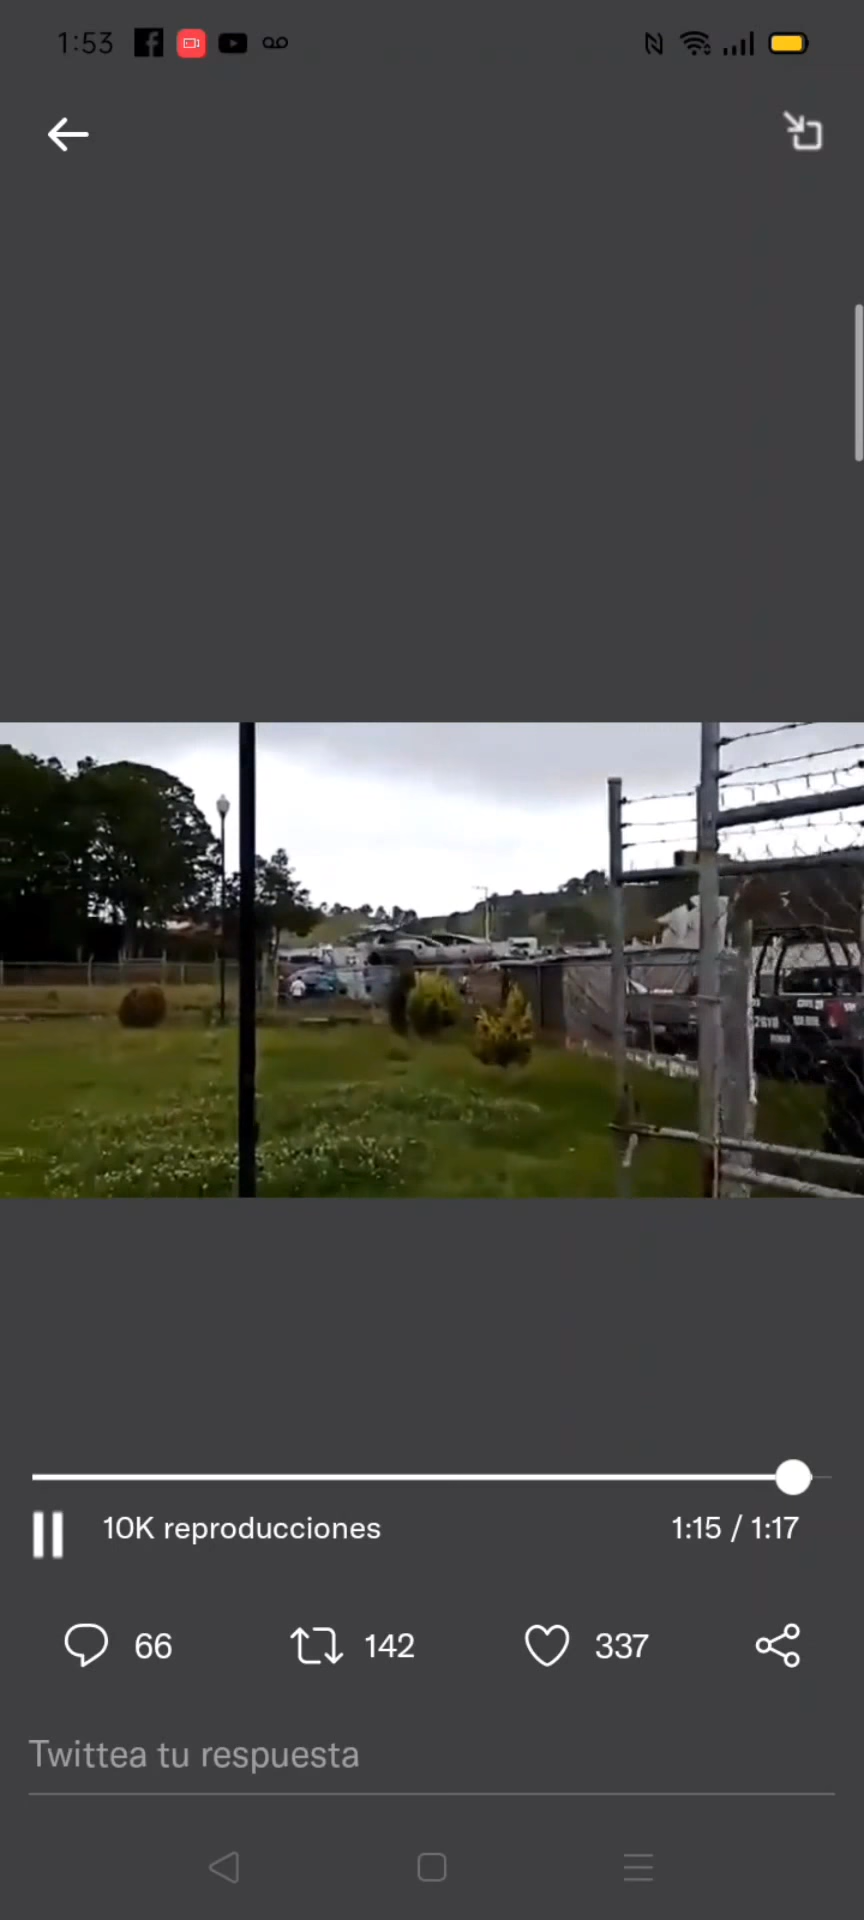 1:53
10K reproducciones
1:15 / 1:17
66
142
337
Twittea tu respuesta